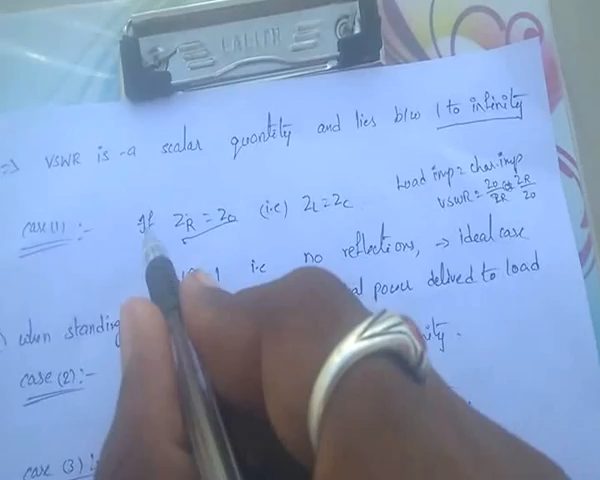 CALLER
=> VSWR is a scalar quantity and lies b/w 1 to infinity
Load imp = char.imp
case (1) :- If ZR = Z0 (i.e) ZL = ZC
VSWR = Z0/ZR or ZR/Z0
1 i.e no reflections, → ideal case
power delived to load
when standing
case (2) :-
case (3) :-